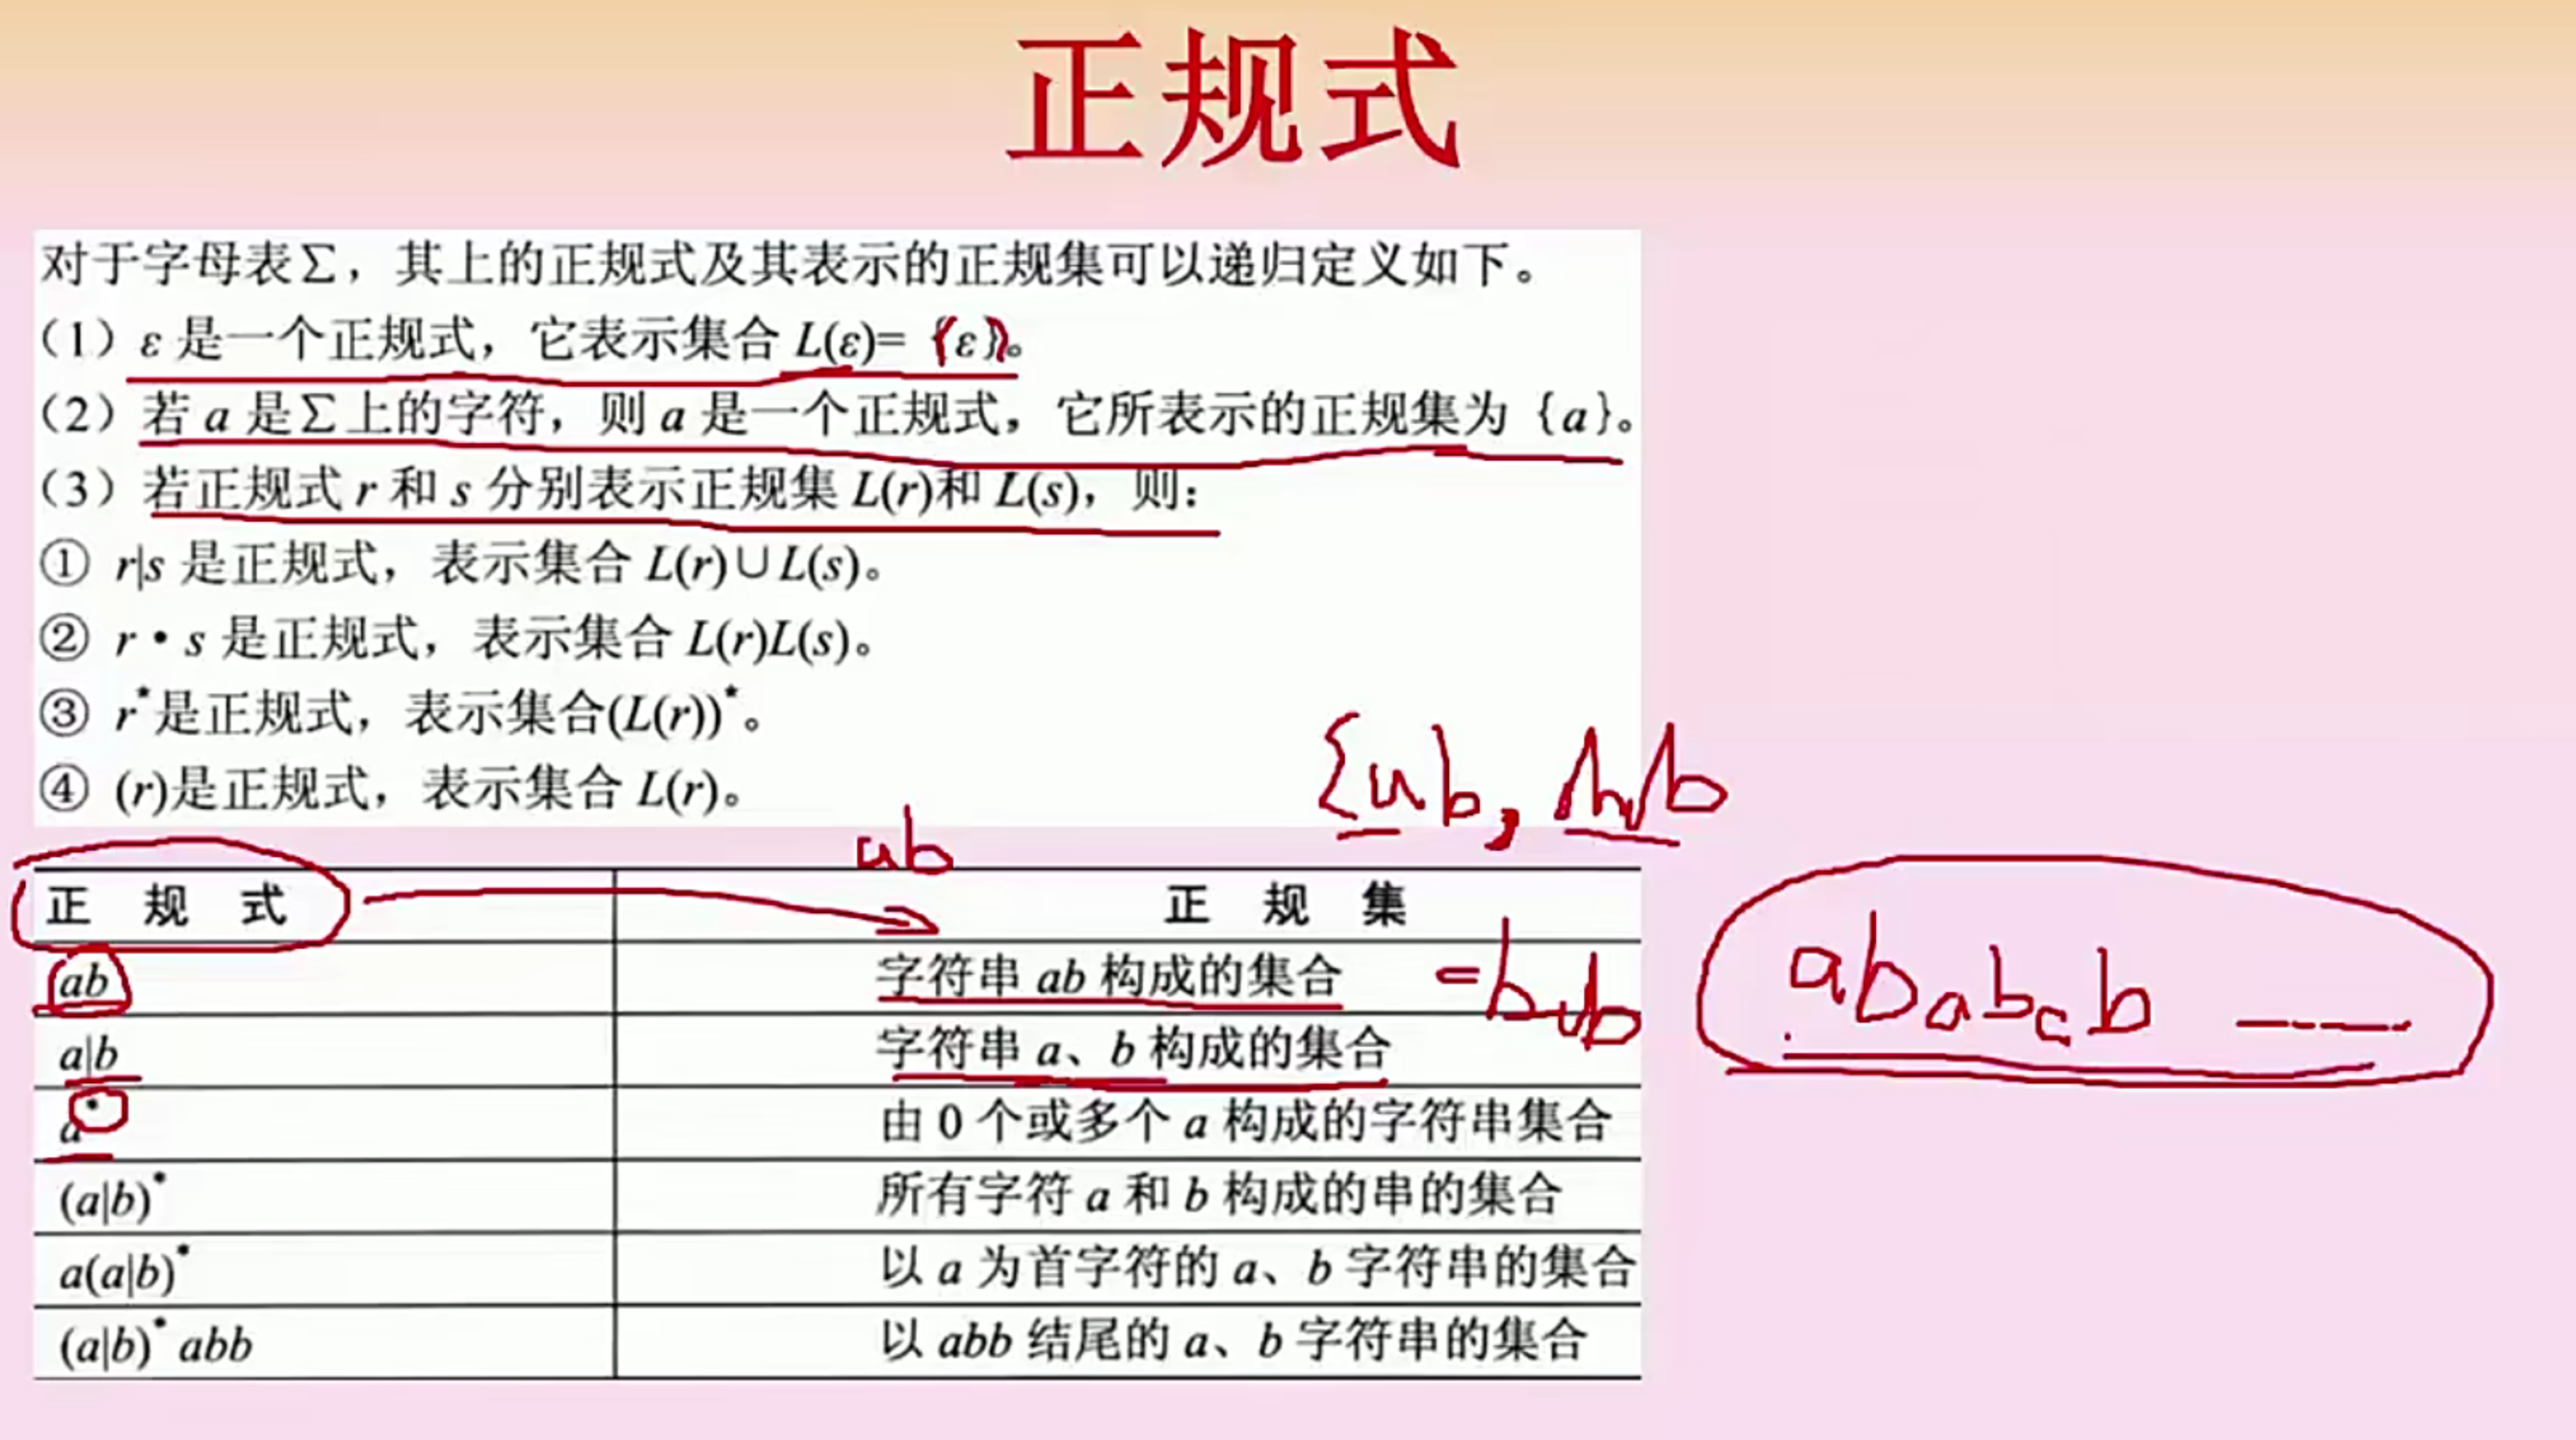 正规式
对于字母表∑，其上的正规式及其表示的正规集可以递归定义如下。
（1）ε 是一个正规式，它表示集合 L(ε)= {ε}。
（2）若 a 是∑上的字符，则 a 是一个正规式，它所表示的正规集为 {a}。
（3）若正规式 r 和 s 分别表示正规集 L(r)和 L(s)，则：
① r|s 是正规式，表示集合 L(r)∪L(s)。
② r•s 是正规式，表示集合 L(r)L(s)。
③ r*是正规式，表示集合(L(r))*。
④ (r)是正规式，表示集合 L(r)。
ab
正 规 式 正 规 集
ab 字符串 ab 构成的集合
a|b 字符串 a、b 构成的集合
a* 由 0 个或多个 a 构成的字符串集合
(a|b)* 所有字符 a 和 b 构成的串的集合
a(a|b)* 以 a 为首字符的 a、b 字符串的集合
(a|b)* abb 以 abb 结尾的 a、b 字符串的集合